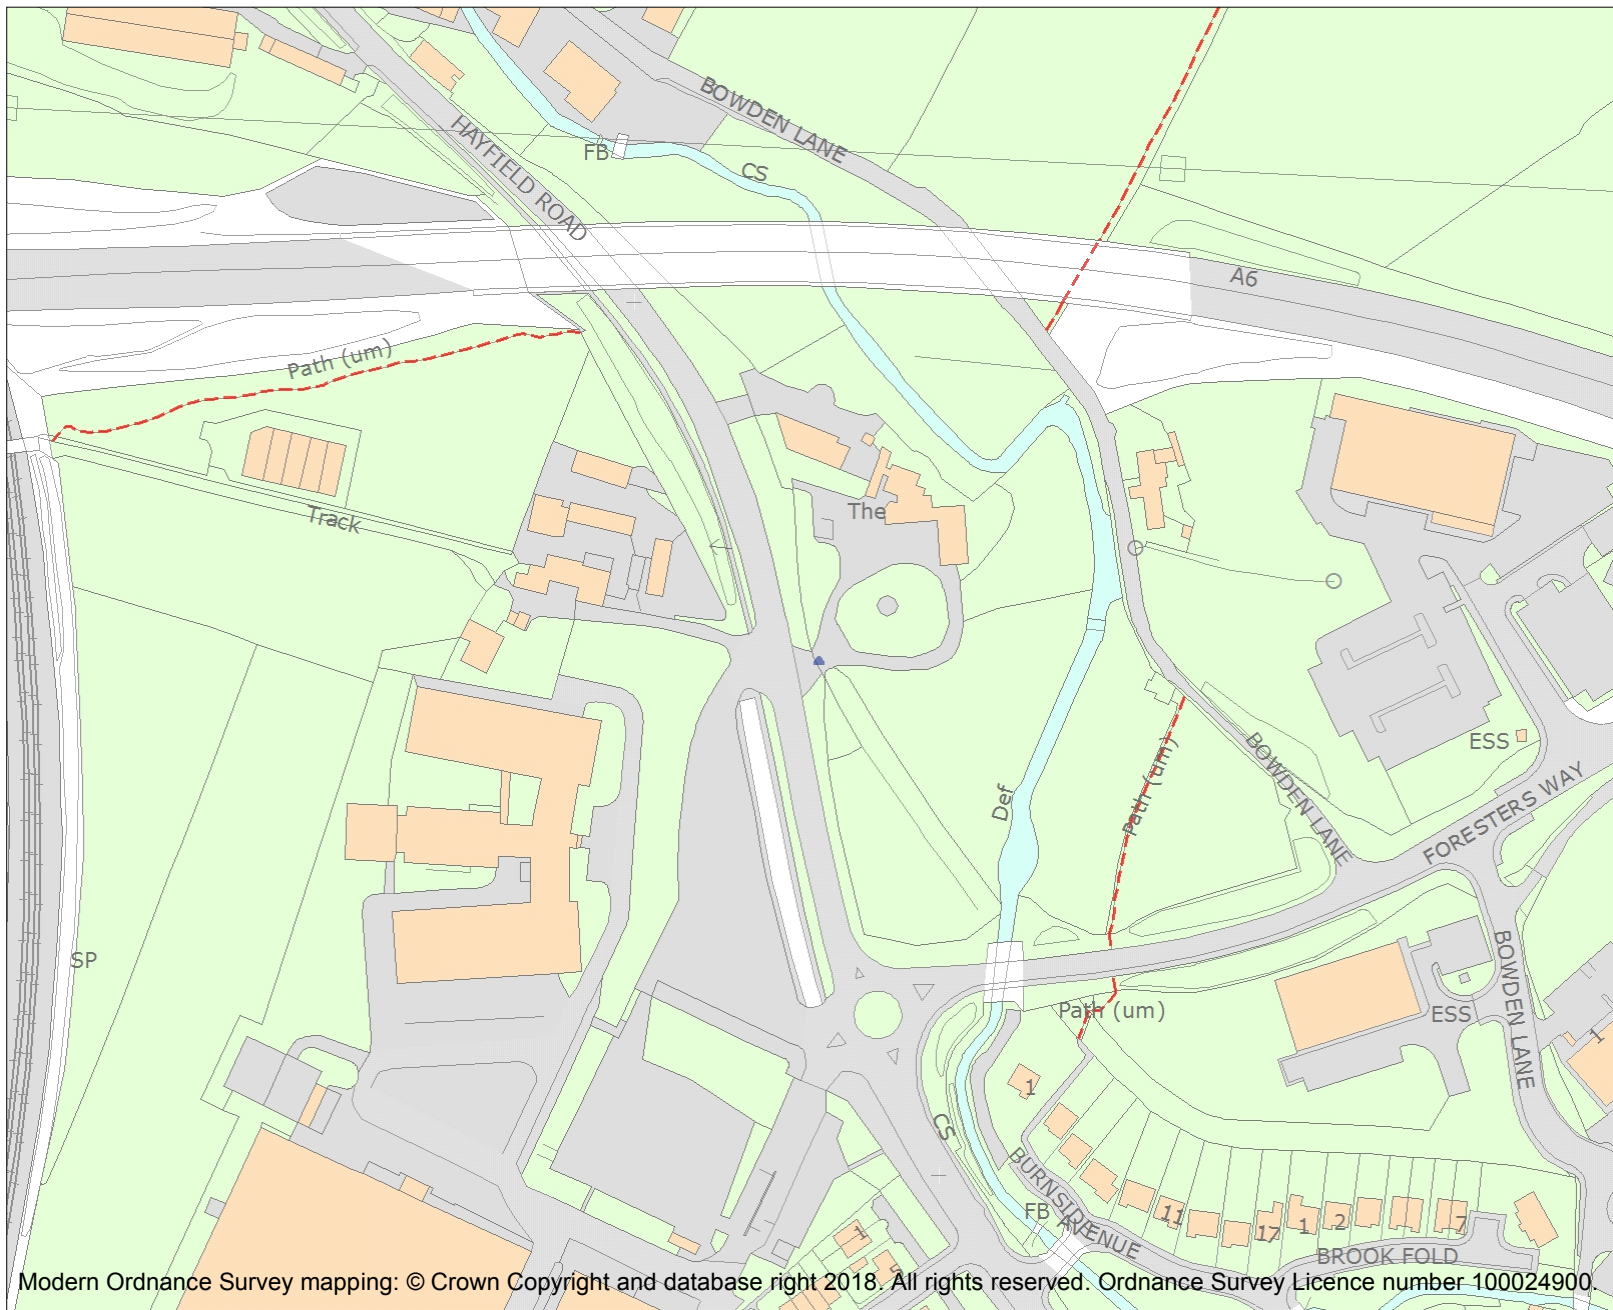 BOWDEN LANE
HAYFIELD ROAD
FB
CS
A6
Path (um)
The
Track
BOWDEN LANE
ESS
Def
Path (um)
FORESTERS WAY
SP
BOWDEN LANE
Path (um)
ESS
1
1
CS
BURNSIDE
AVENUE
FB
11
17
1
2
7
1
5
BROOK FOLD
Modern Ordnance Survey mapping: © Crown Copyright and database right 2018. All rights reserved. Ordnance Survey Licence number 100024900.